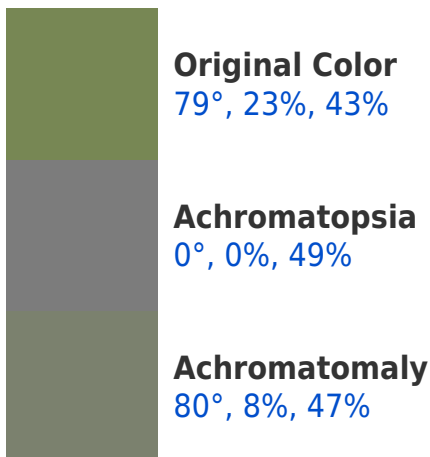 Original Color
79°, 23%, 43%
Achromatopsia
0°, 0%, 49%
Achromatomaly
80°, 8%, 47%